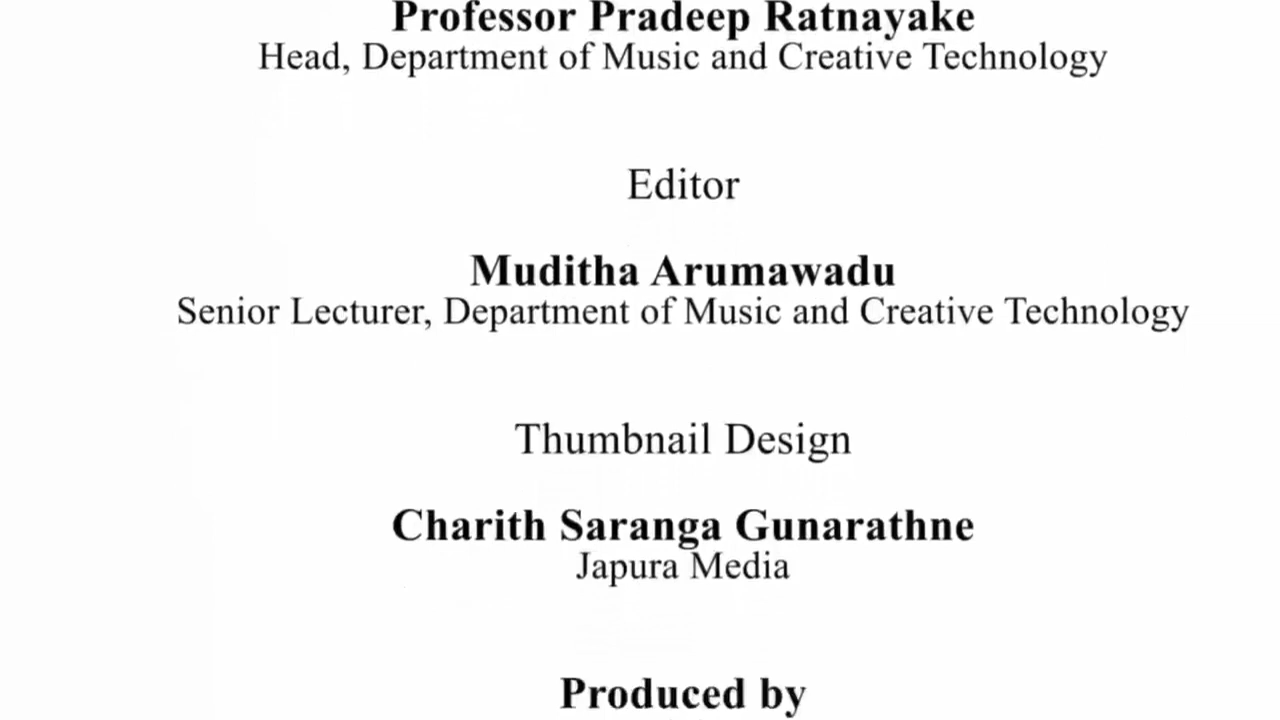 Professor Pradeep Ratnayake
Head, Department of Music and Creative Technology
Editor
Muditha Arumawadu
Senior Lecturer, Department of Music and Creative Technology
Thumbnail Design
Charith Saranga Gunarathne
Japura Media
Produced by